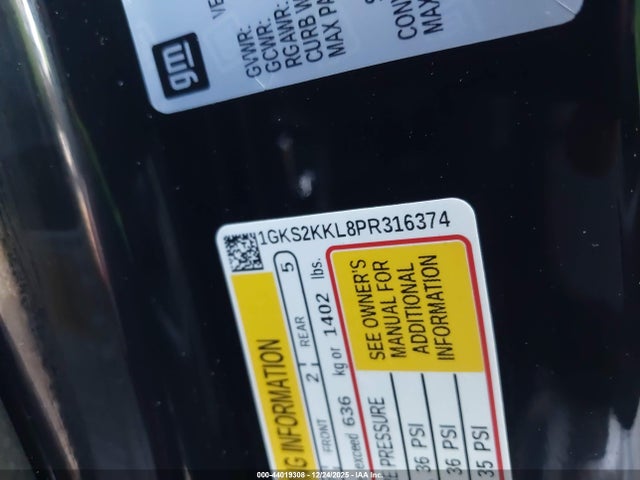 gm
GVWR:
GCWR:
RGAWR:
CURB W
MAX PA
CON
MAX
1GKS2KKL8PR316374
G INFORMATION
FRONT 2 REAR 5
exceed 636 kg or 1402 lbs.
E PRESSURE
36 PSI
36 PSI
35 PSI
SEE OWNER'S
MANUAL FOR
ADDITIONAL
INFORMATION
000-44019308 - 12/24/2025 - IAA Inc.